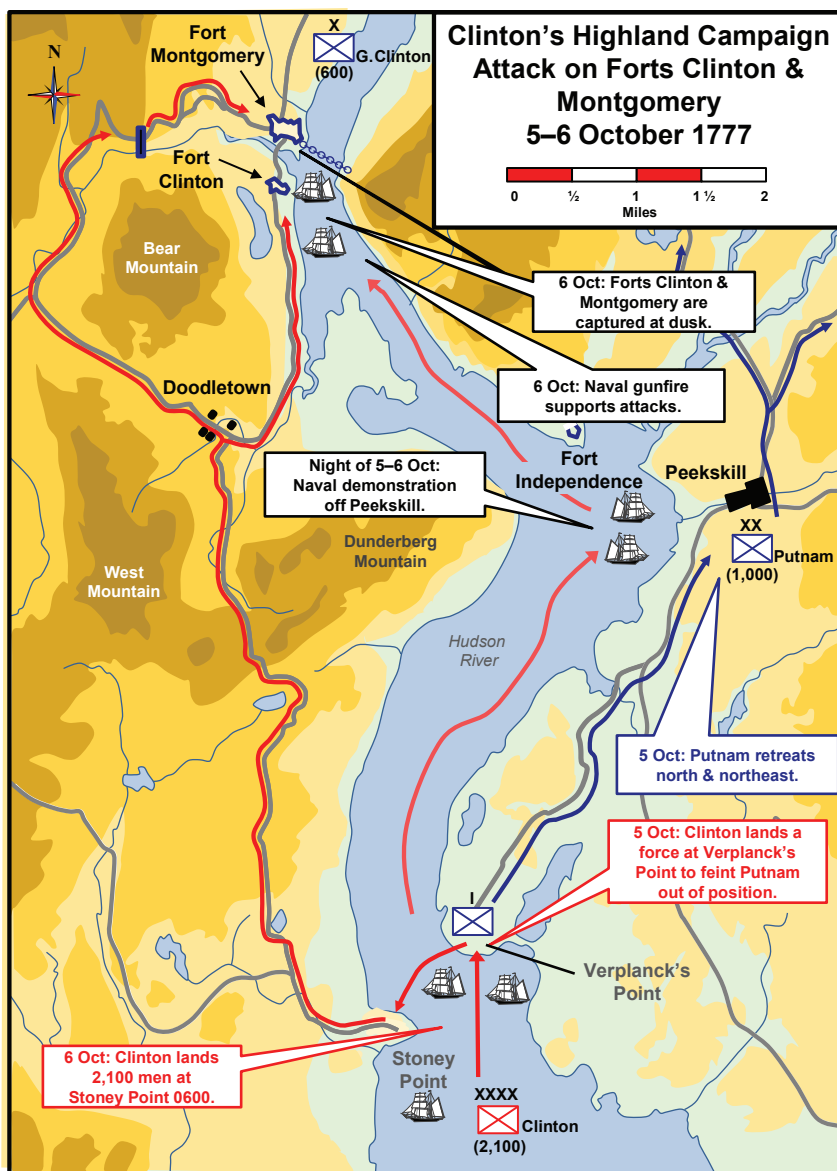 Clinton's Highland Campaign
Attack on Forts Clinton &
Montgomery
5–6 October 1777
0
½
1
1 ½
2
Miles
N
Fort
Montgomery
X
G. Clinton
(600)
Fort
Clinton
Bear
Mountain
6 Oct: Forts Clinton &
Montgomery are
captured at dusk.
6 Oct: Naval gunfire
supports attacks.
Doodletown
Night of 5–6 Oct:
Naval demonstration
off Peekskill.
Fort
Independence
Peekskill
XX
Putnam
(1,000)
Dunderberg
Mountain
West
Mountain
Hudson
River
5 Oct: Putnam retreats
north & northeast.
5 Oct: Clinton lands a
force at Verplanck's
Point to feint Putnam
out of position.
I
Verplanck's
Point
6 Oct: Clinton lands
2,100 men at
Stoney Point 0600.
Stoney
Point
XXXX
Clinton
(2,100)